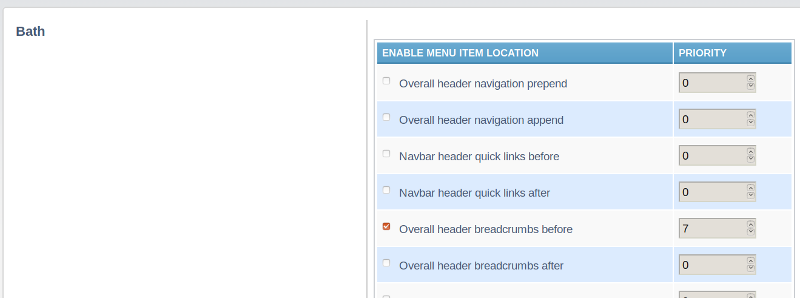 Bath
ENABLE MENU ITEM LOCATION PRIORITY
Overall header navigation prepend 0
Overall header navigation append 0
Navbar header quick links before 0
Navbar header quick links after 0
Overall header breadcrumbs before 7
Overall header breadcrumbs after 0